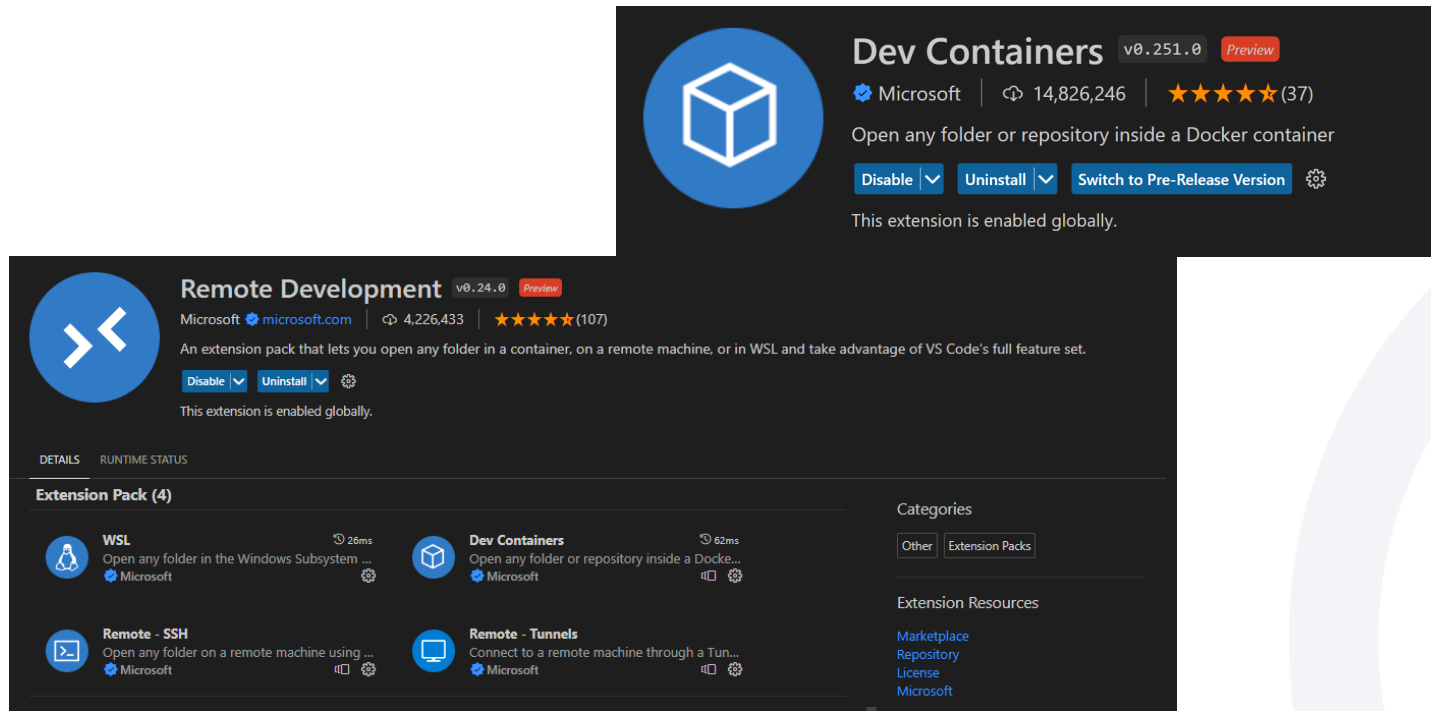 Dev Containers v0.251.0 Preview
Microsoft 14,826,246 (37)
Open any folder or repository inside a Docker container
Disable Uninstall Switch to Pre-Release Version
This extension is enabled globally.
Remote Development v0.24.0 Preview
Microsoft microsoft.com 4,226,433 (107)
An extension pack that lets you open any folder in a container, on a remote machine, or in WSL and take advantage of VS Code's full feature set.
Disable Uninstall
This extension is enabled globally.
DETAILS RUNTIME STATUS
Extension Pack (4)
WSL 26ms
Open any folder in the Windows Subsystem ...
Microsoft
Dev Containers 62ms
Open any folder or repository inside a Docke...
Microsoft
Remote - SSH
Open any folder on a remote machine using ...
Microsoft
Remote - Tunnels
Connect to a remote machine through a Tun...
Microsoft
Categories
Other Extension Packs
Extension Resources
Marketplace
Repository
License
Microsoft